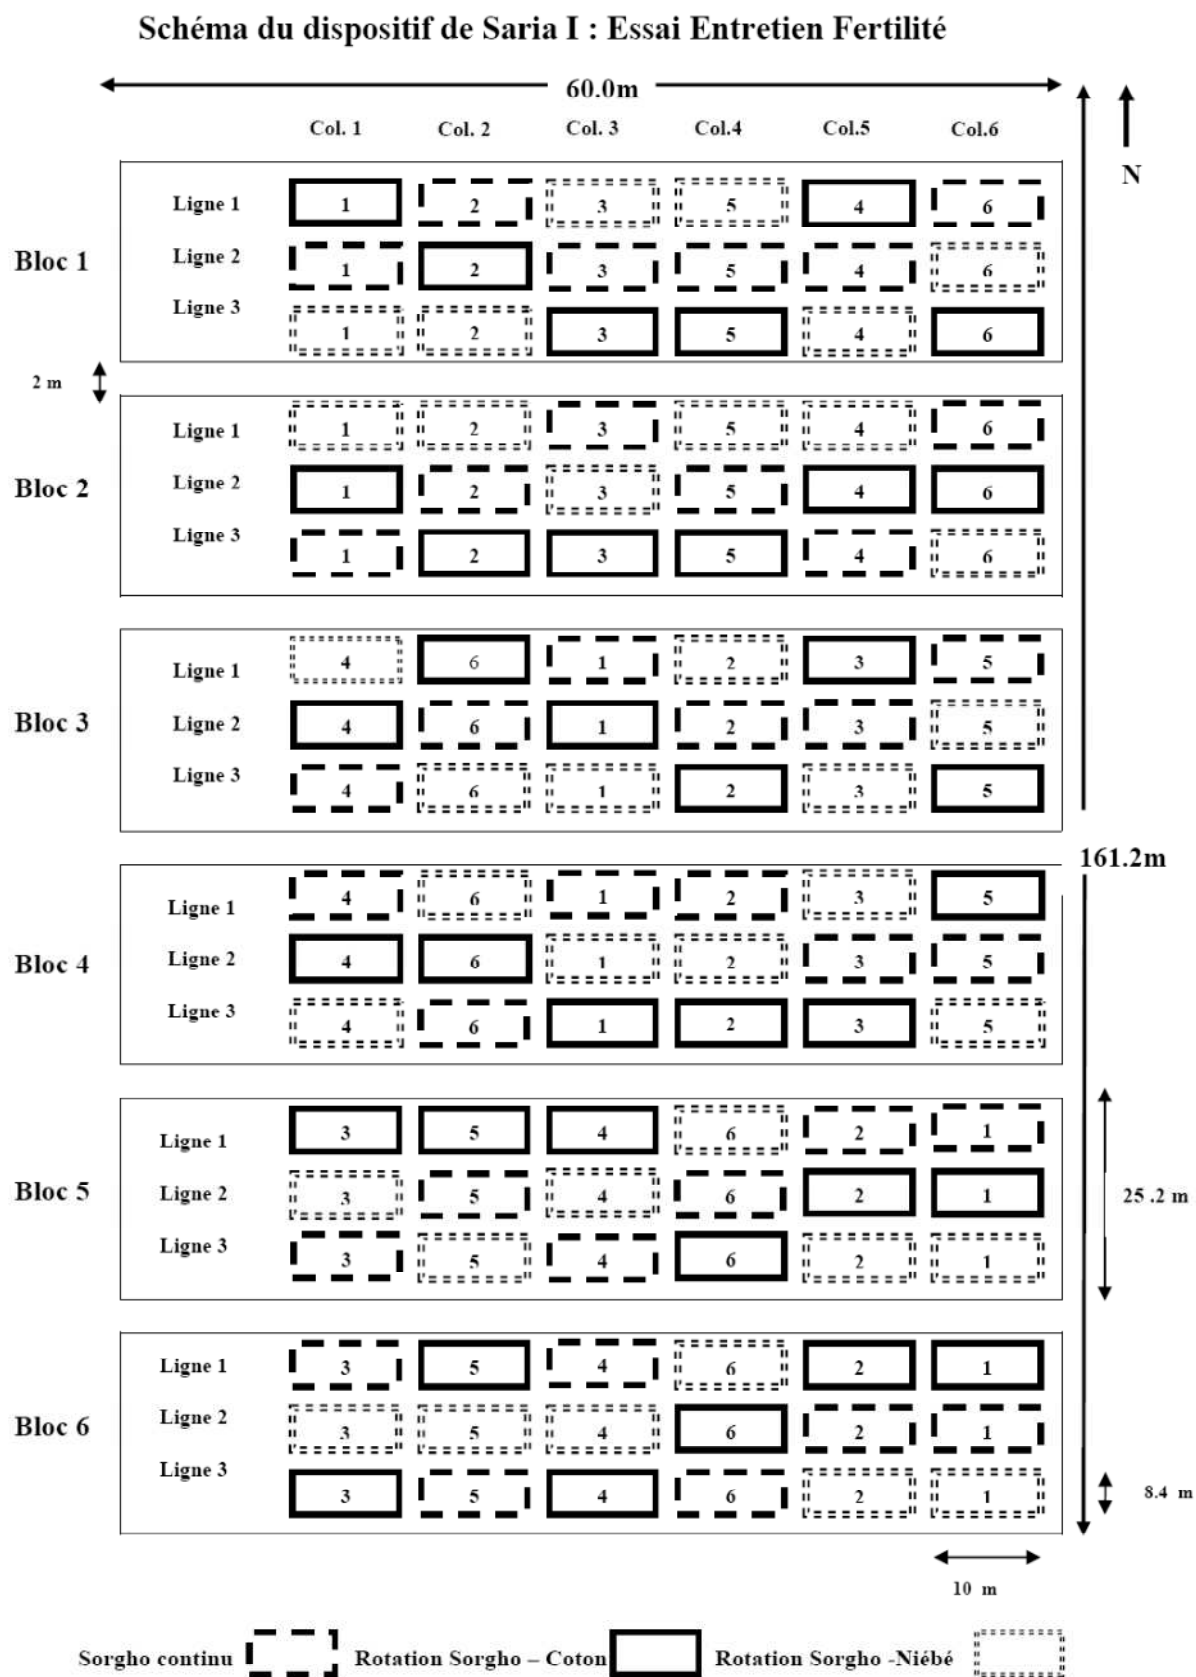 Schéma du dispositif de Saria I : Essai Entretien Fertilité
60.0m
Col. 1 Col. 2 Col. 3 Col.4 Col.5 Col.6
N
Bloc 1
Ligne 1 1 2 3 5 4 6
Ligne 2 1 2 3 5 4 6
Ligne 3 1 2 3 5 4 6
2 m
Bloc 2
Ligne 1 1 2 3 5 4 6
Ligne 2 1 2 3 5 4 6
Ligne 3 1 2 3 5 4 6
Bloc 3
Ligne 1 4 6 1 2 3 5
Ligne 2 4 6 1 2 3 5
Ligne 3 4 6 1 2 3 5
161.2m
Bloc 4
Ligne 1 4 6 1 2 3 5
Ligne 2 4 6 1 2 3 5
Ligne 3 4 6 1 2 3 5
Bloc 5
Ligne 1 3 5 4 6 2 1
Ligne 2 3 5 4 6 2 1
Ligne 3 3 5 4 6 2 1
25 .2 m
Bloc 6
Ligne 1 3 5 4 6 2 1
Ligne 2 3 5 4 6 2 1
Ligne 3 3 5 4 6 2 1
8.4 m
10 m
Sorgho continu Rotation Sorgho – Coton Rotation Sorgho -Niébé